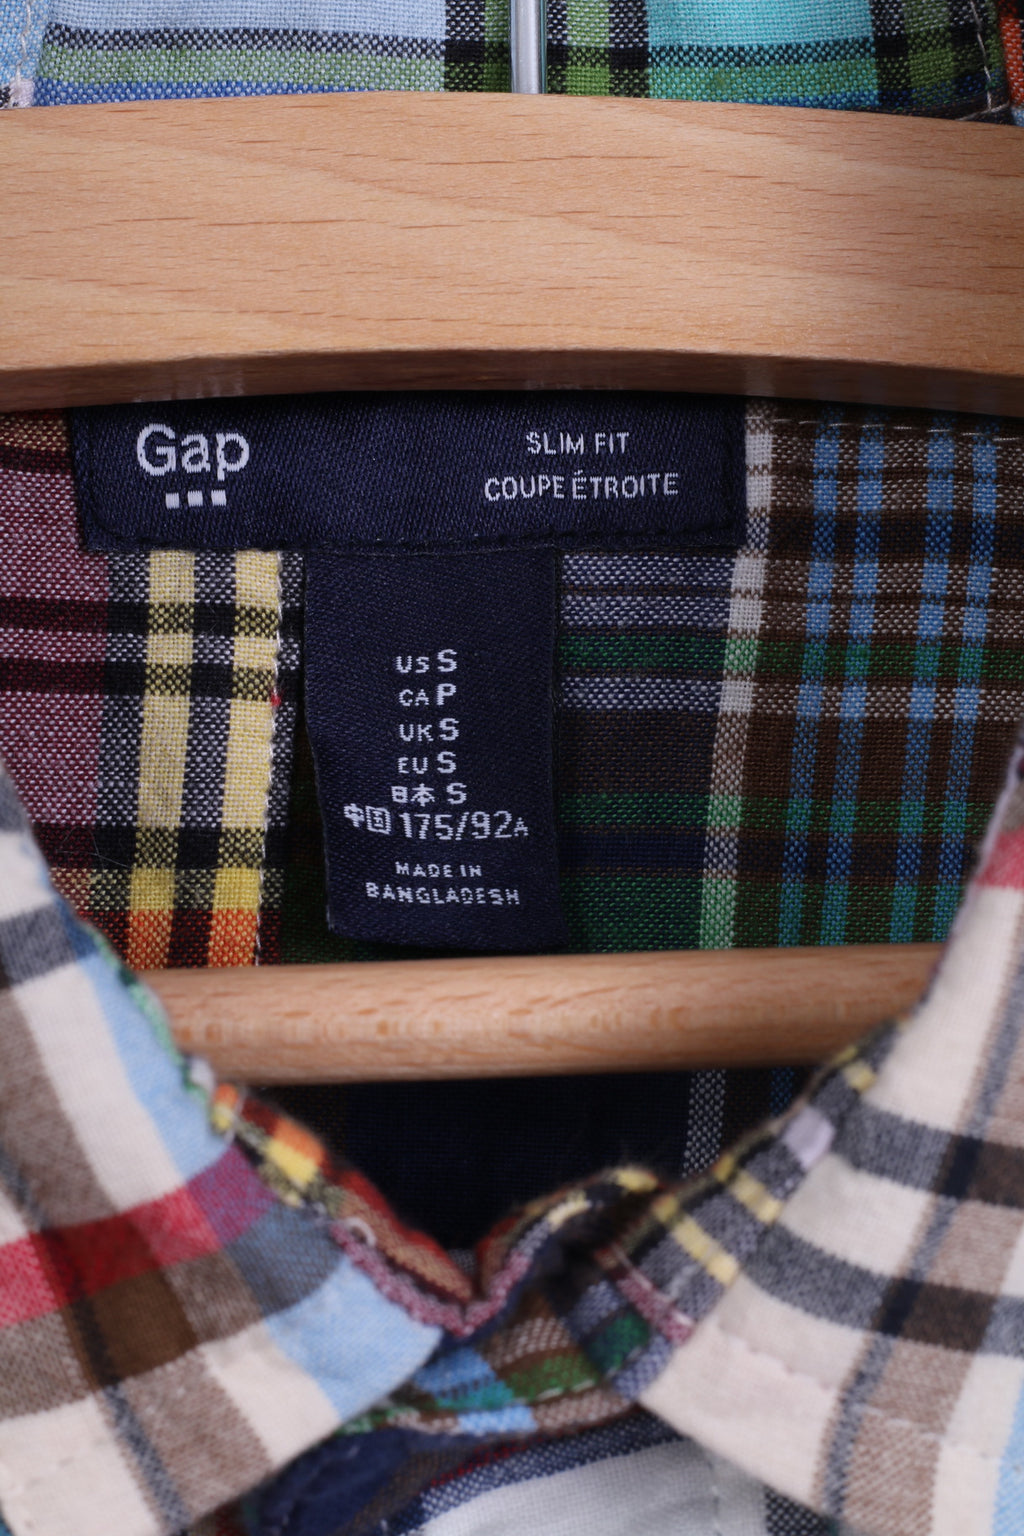 Gap
SLIM FIT
COUPE ÉTROITE
US S
CA P
UK S
EU S
日本 S
中国 175/92A
MADE IN
BANGLADESH